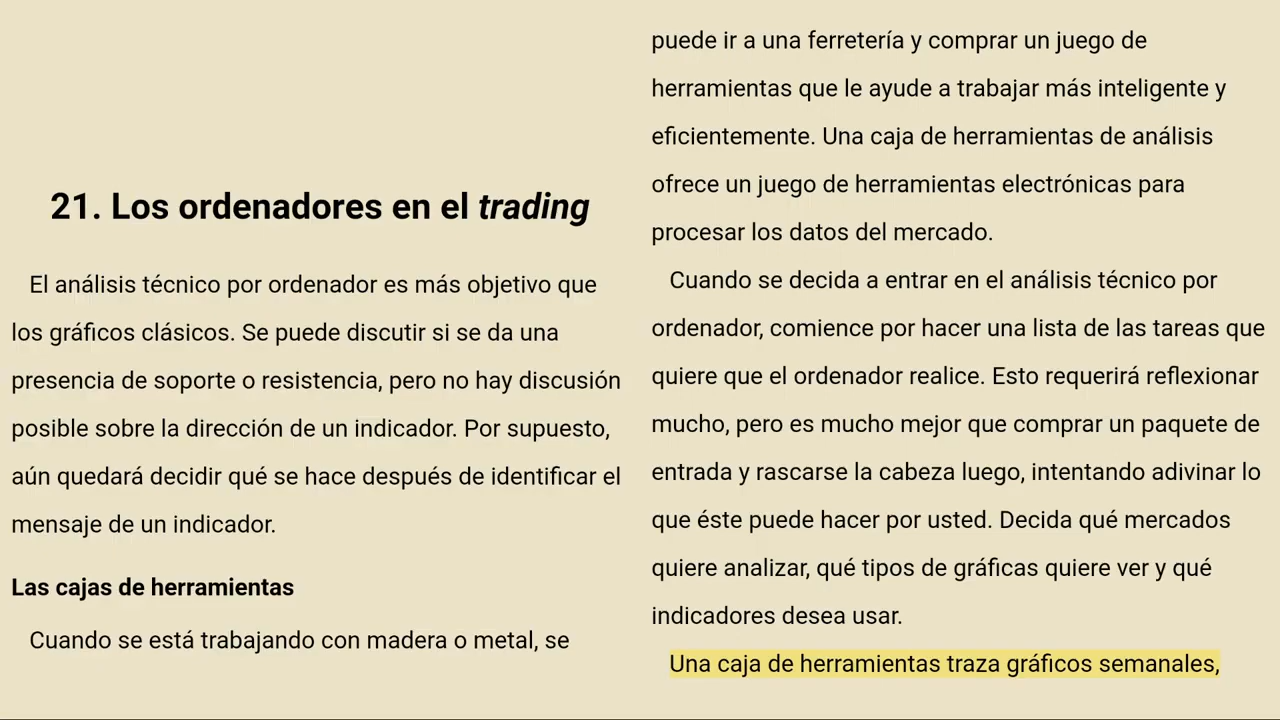 21. Los ordenadores en el trading
El análisis técnico por ordenador es más objetivo que
los gráficos clásicos. Se puede discutir si se da una
presencia de soporte o resistencia, pero no hay discusión
posible sobre la dirección de un indicador. Por supuesto,
aún quedará decidir qué se hace después de identificar el
mensaje de un indicador.
Las cajas de herramientas
Cuando se está trabajando con madera o metal, se
puede ir a una ferretería y comprar un juego de
herramientas que le ayude a trabajar más inteligente y
eficientemente. Una caja de herramientas de análisis
ofrece un juego de herramientas electrónicas para
procesar los datos del mercado.
Cuando se decida a entrar en el análisis técnico por
ordenador, comience por hacer una lista de las tareas que
quiere que el ordenador realice. Esto requerirá reflexionar
mucho, pero es mucho mejor que comprar un paquete de
entrada y rascarse la cabeza luego, intentando adivinar lo
que éste puede hacer por usted. Decida qué mercados
quiere analizar, qué tipos de gráficas quiere ver y qué
indicadores desea usar.
Una caja de herramientas traza gráficos semanales,